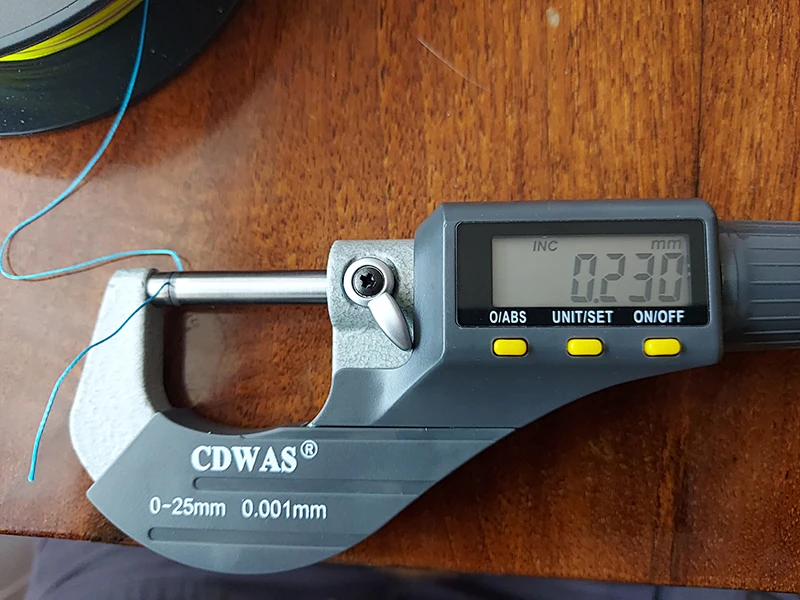 INC mm
0.230
0/ABS UNIT/SET ON/OFF
CDWAS®
0-25mm 0.001mm